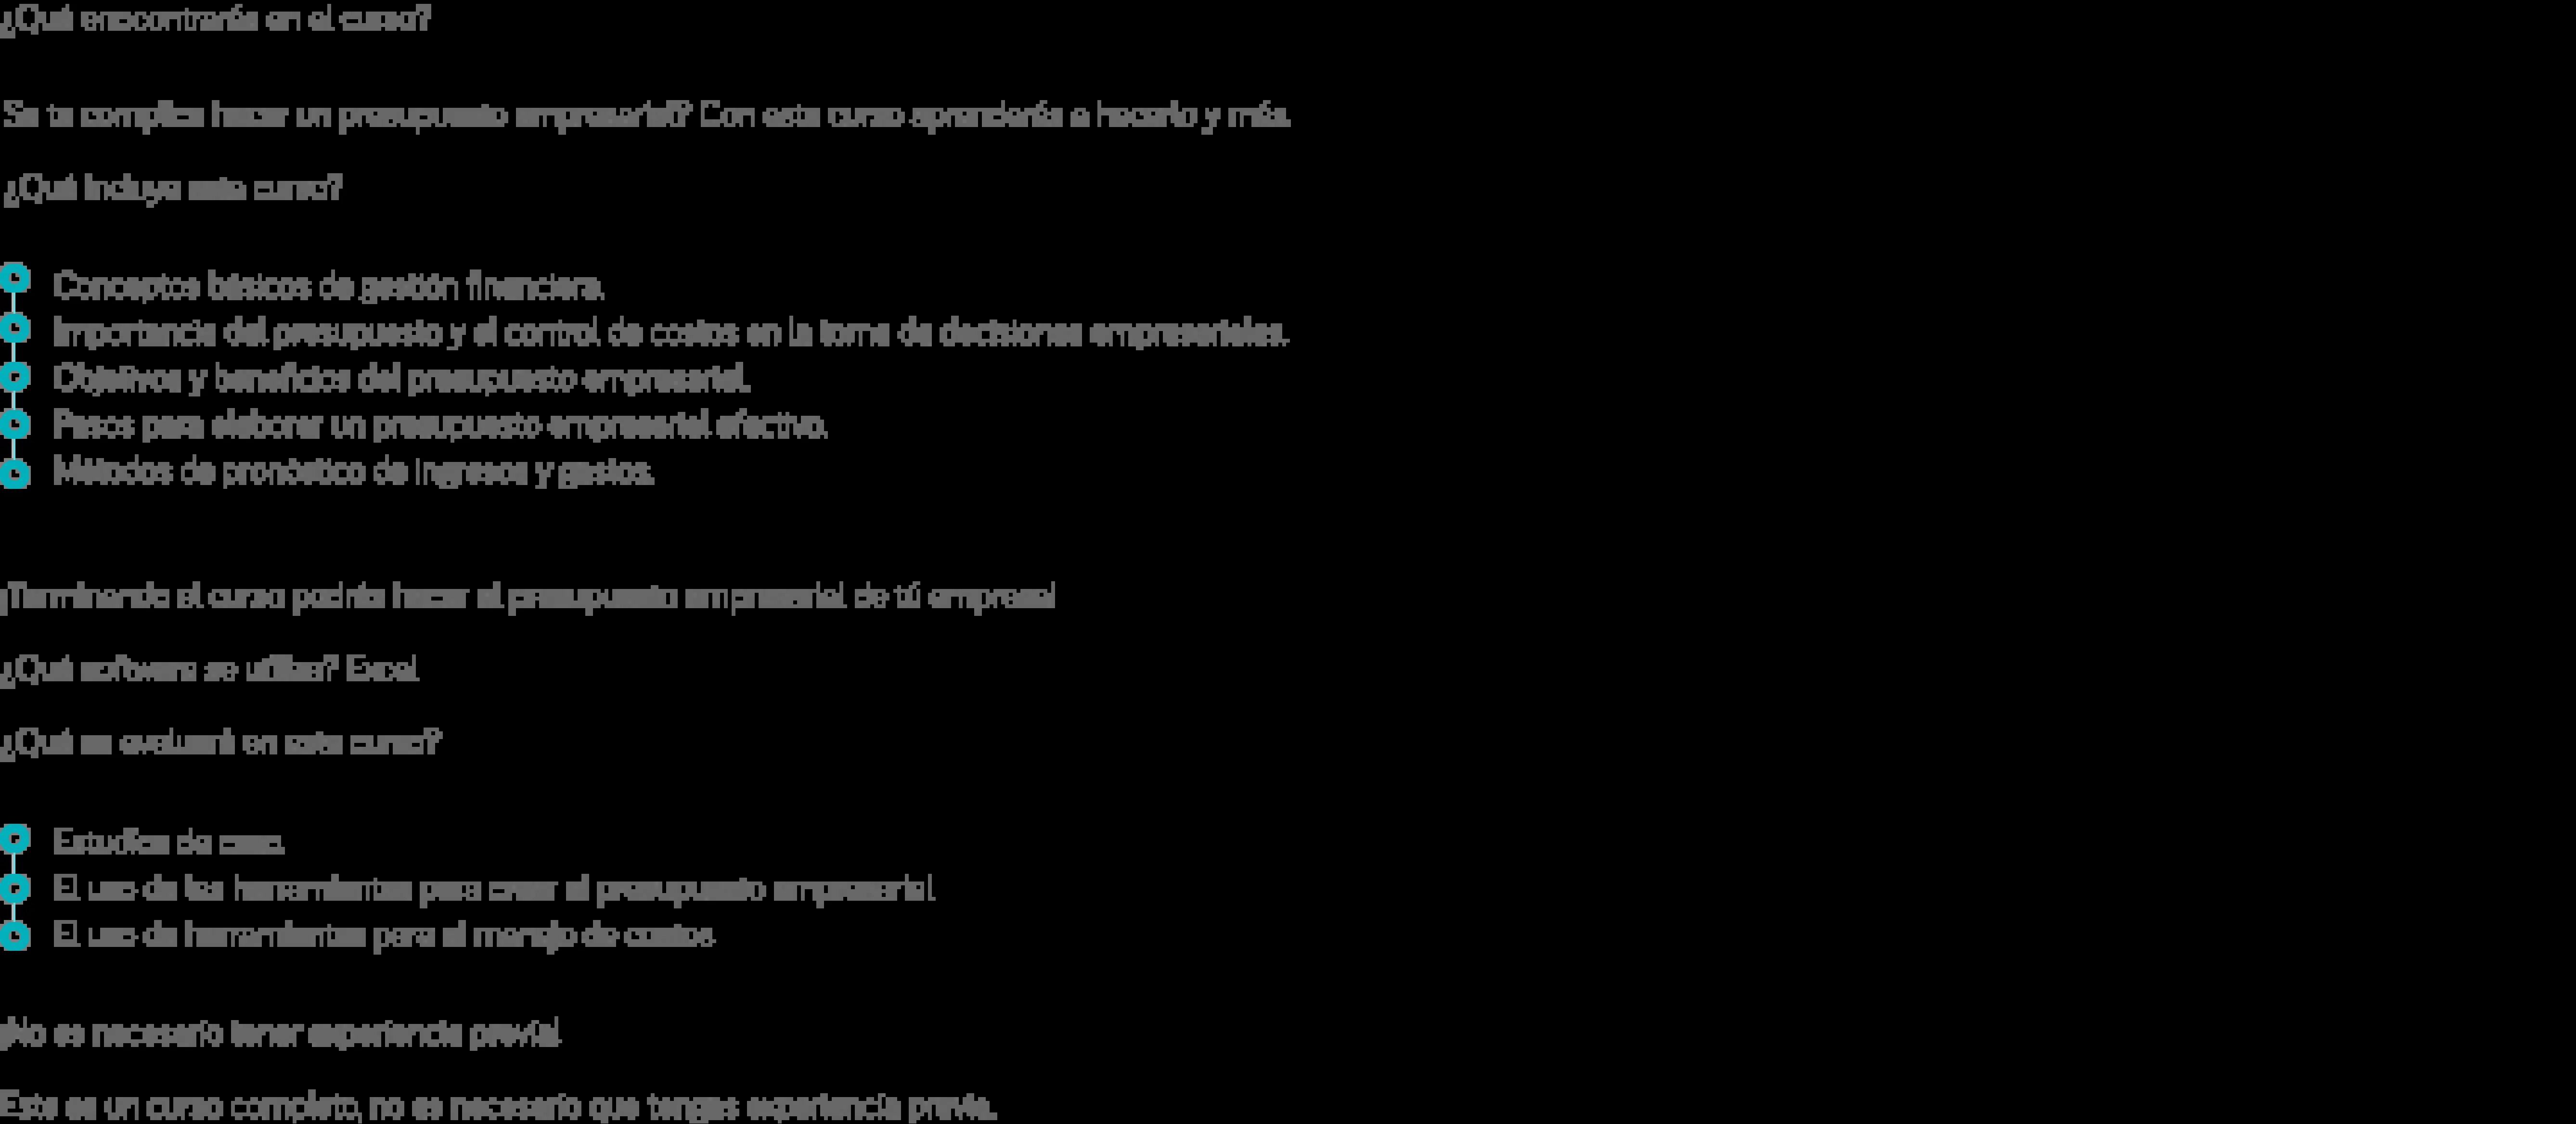 ¿Qué encontrarás en el curso?
Se te complica hacer un presupuesto empresarial? Con este curso aprenderás a hacerlo y más.
¿Qué incluye este curso?
Conceptos básicos de gestión financiera.
Importancia del presupuesto y el control de costos en la toma de decisiones empresariales.
Objetivos y beneficios del presupuesto empresarial.
Pasos para elaborar un presupuesto empresarial efectivo.
Métodos de pronóstico de ingresos y gastos.
¡Terminando el curso podrás hacer el presupuesto empresarial de tú empresa!
¿Qué software se utiliza? Excel.
¿Qué se evaluará en este curso?
Estudios de caso.
El uso de las herramientas para crear el presupuesto empresarial.
El uso de herramientas para el manejo de costos.
¡No es necesario tener experiencia previa!
Este es un curso completo, no es necesario que tengas experiencia previa.